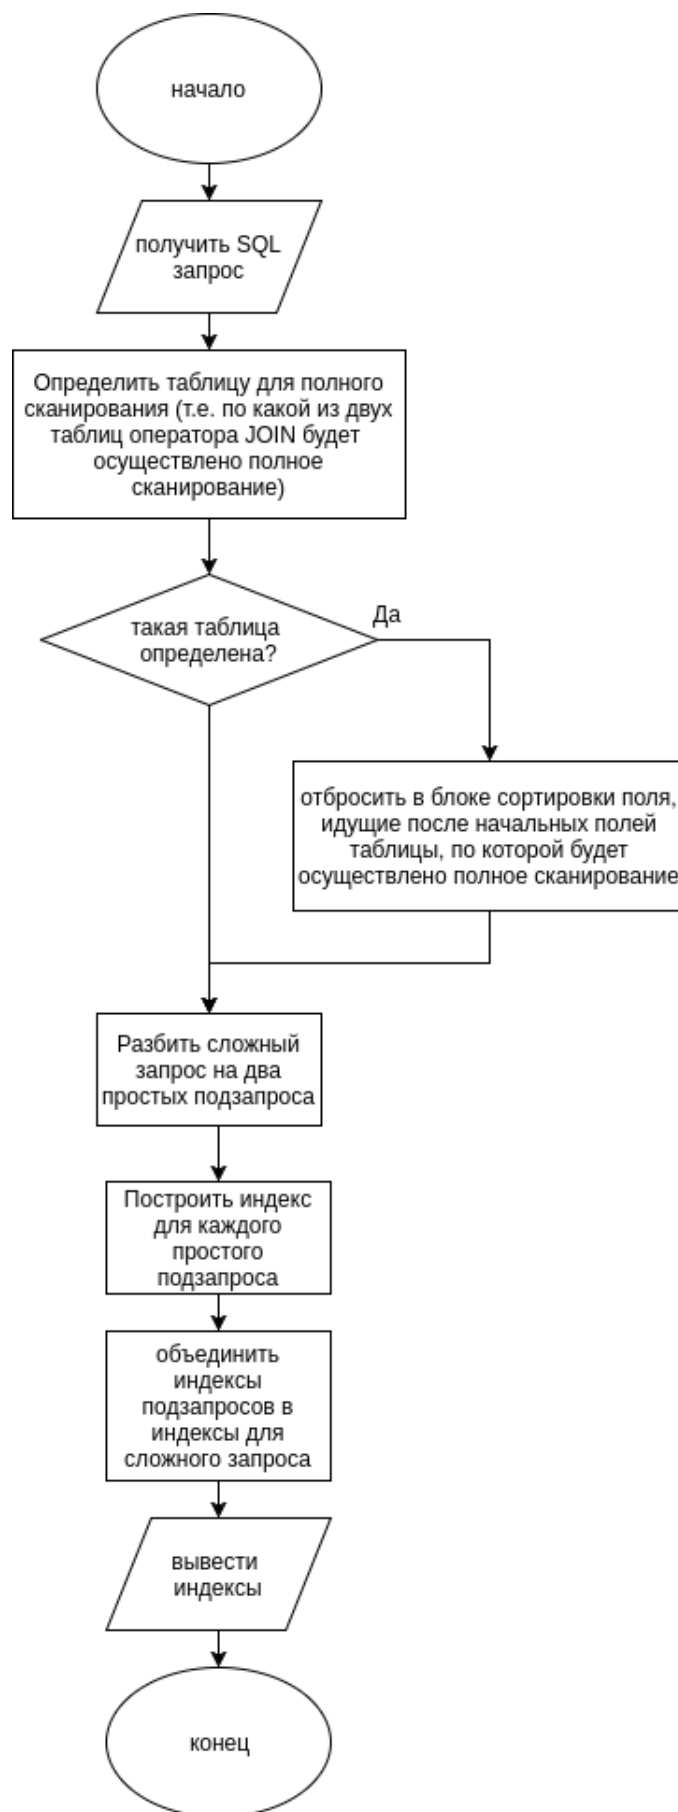 начало
получить SQL
запрос
Определить таблицу для полного
сканирования (т.е. по какой из двух
таблиц оператора JOIN будет
осуществлено полное
сканирование)
такая таблица
определена?
Да
отбросить в блоке сортировки поля,
идущие после начальных полей
таблицы, по которой будет
осуществлено полное сканирование
Разбить сложный
запрос на два
простых подзапроса
Построить индекс
для каждого
простого
подзапроса
объединить
индексы
подзапросов в
индексы для
сложного запроса
вывести
индексы
конец